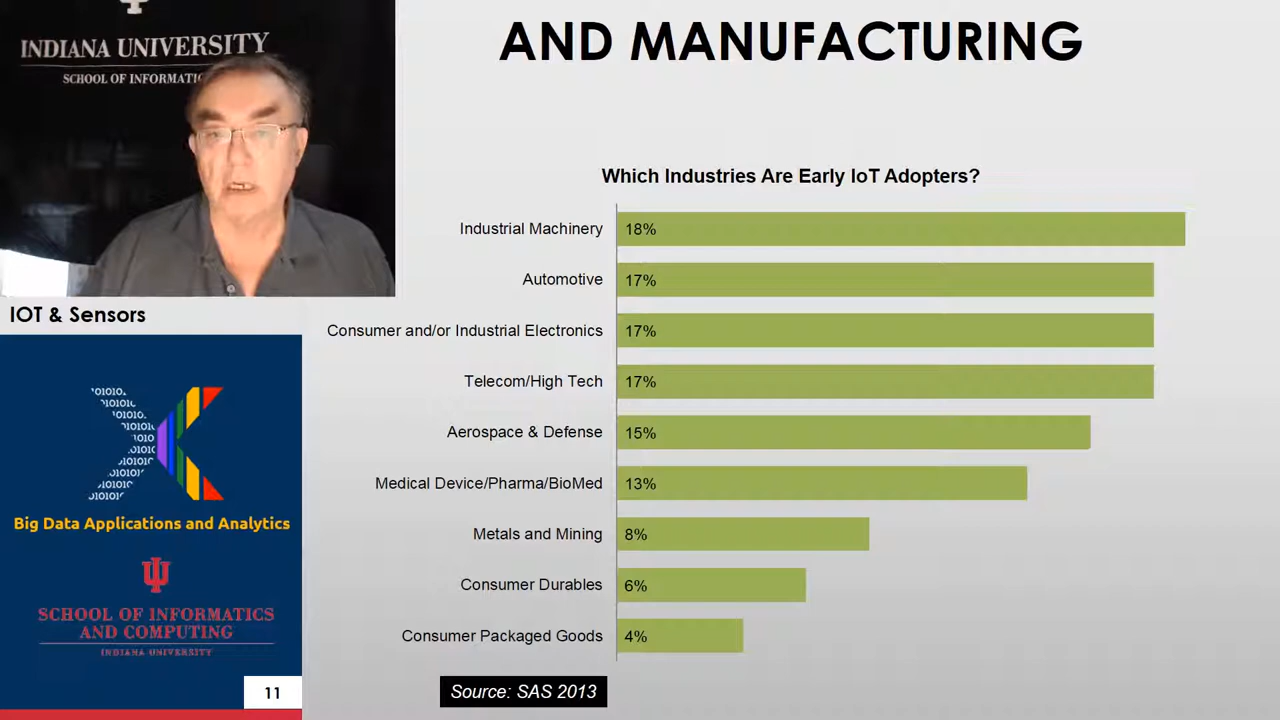 INDIANA UNIVERSITY
SCHOOL OF INFORMATIC
AND MANUFACTURING
Which Industries Are Early IoT Adopters?
Industrial Machinery 18%
Automotive 17%
Consumer and/or Industrial Electronics 17%
Telecom/High Tech 17%
Aerospace & Defense 15%
Medical Device/Pharma/BioMed 13%
Metals and Mining 8%
Consumer Durables 6%
Consumer Packaged Goods 4%
Source: SAS 2013
IOT & Sensors
Big Data Applications and Analytics
SCHOOL OF INFORMATICS
AND COMPUTING
INDIANA UNIVERSITY
11